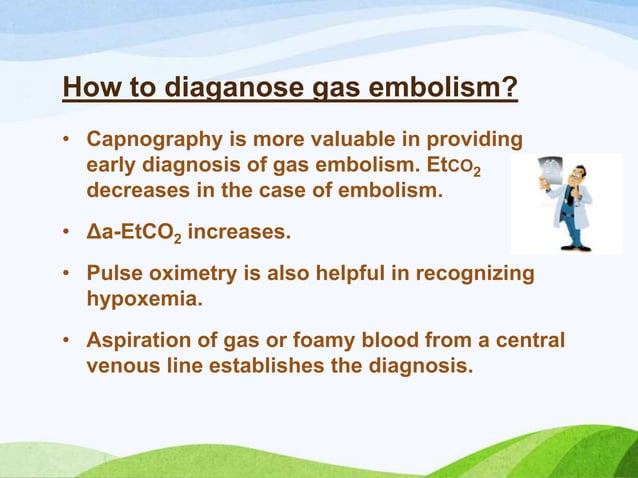 How to diaganose gas embolism?
• Capnography is more valuable in providing
early diagnosis of gas embolism. EtCO₂
decreases in the case of embolism.
• Δa-EtCO₂ increases.
• Pulse oximetry is also helpful in recognizing
hypoxemia.
• Aspiration of gas or foamy blood from a central
venous line establishes the diagnosis.